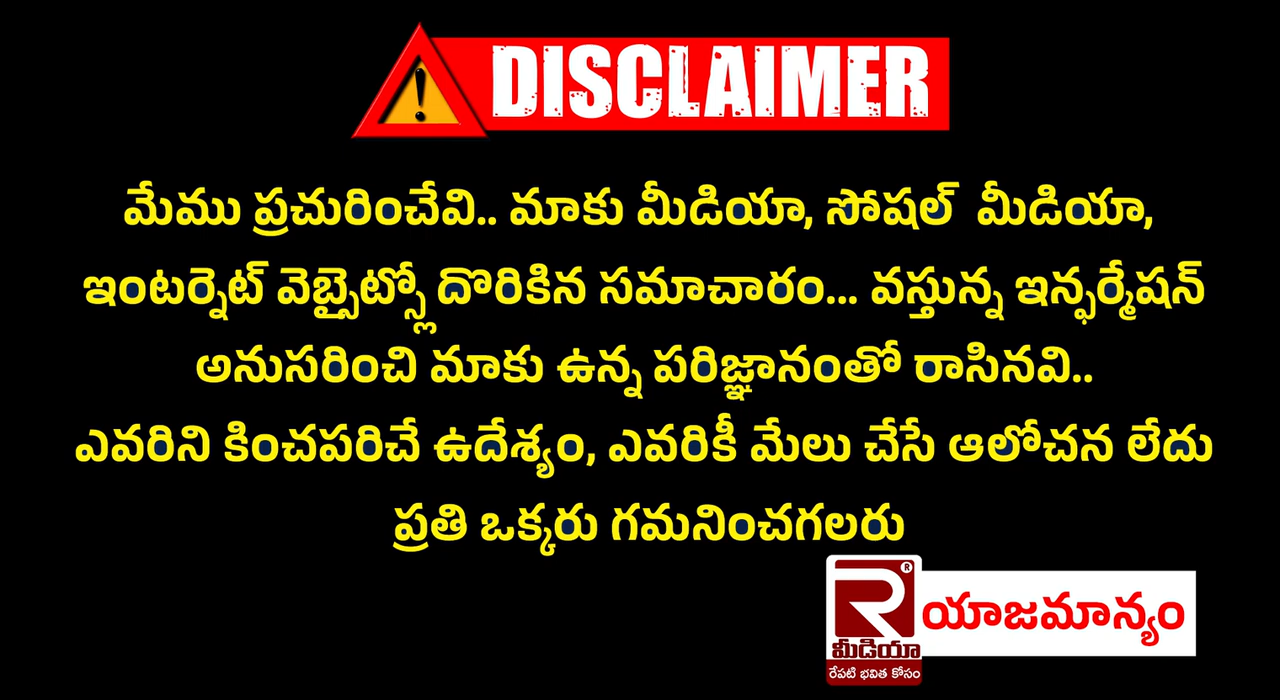 DISCLAIMER
మేము ప్రచురించేవి.. మాకు మీడియా, సోషల్ మీడియా,
ఇంటర్నెట్ వెబ్సైట్స్లో దొరికిన సమాచారం... వస్తున్న ఇన్ఫర్మేషన్
అనుసరించి మాకు ఉన్న పరిజ్ఞానంతో రాసినవి..
ఎవరిని కించపరిచే ఉదేశ్యం, ఎవరికీ మేలు చేసే ఆలోచన లేదు
ప్రతి ఒక్కరు గమనించగలరు
R ®
మీడియా
రేపటి భవిత కోసం
యాజమాన్యం